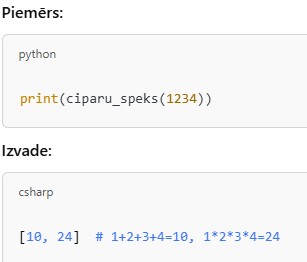 Piemērs:
python
print(ciparu_speks(1234))
Izvade:
csharp
[10, 24]  # 1+2+3+4=10, 1*2*3*4=24